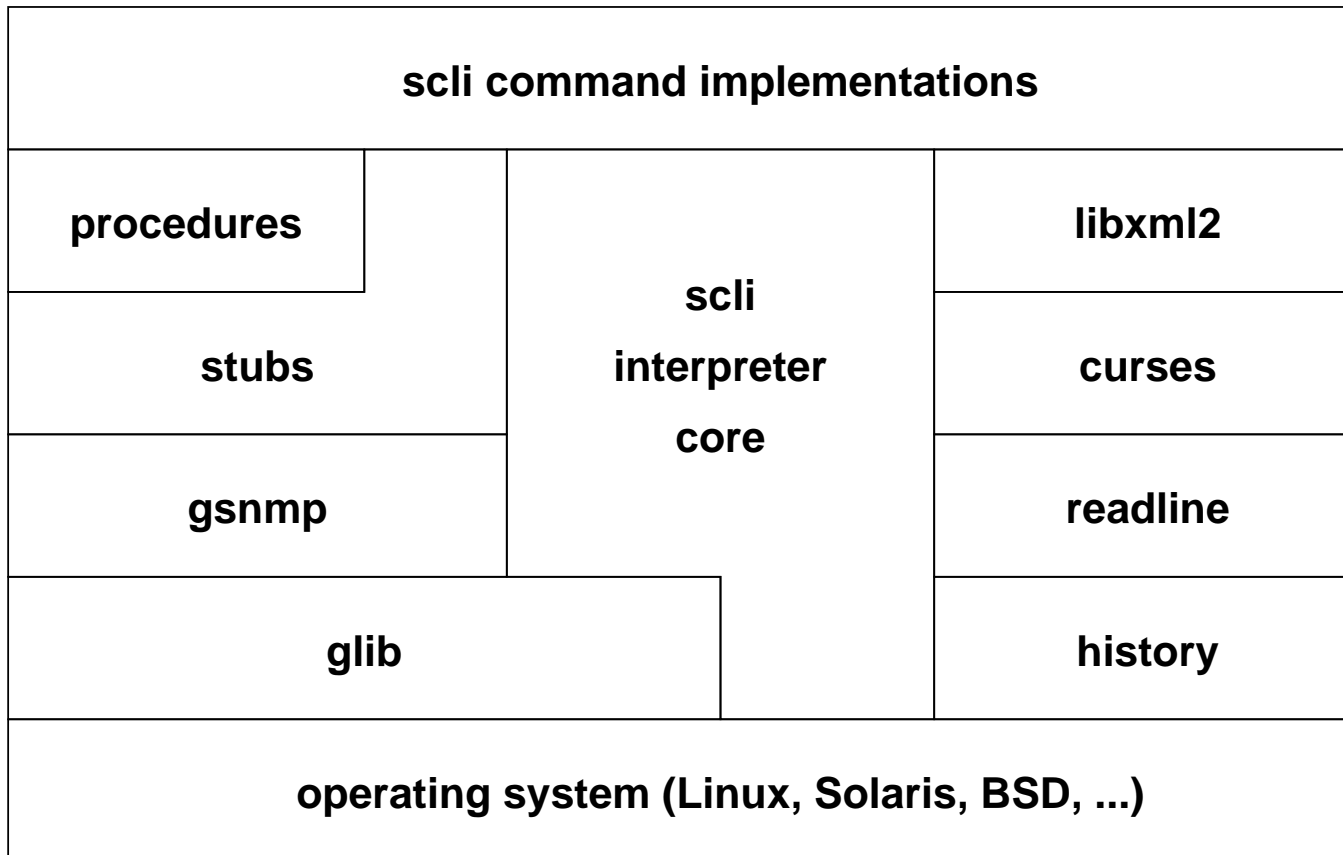 scli command implementations
procedures
libxml2
scli
interpreter
core
stubs
curses
gsnmp
readline
glib
history
operating system (Linux, Solaris, BSD, ...)